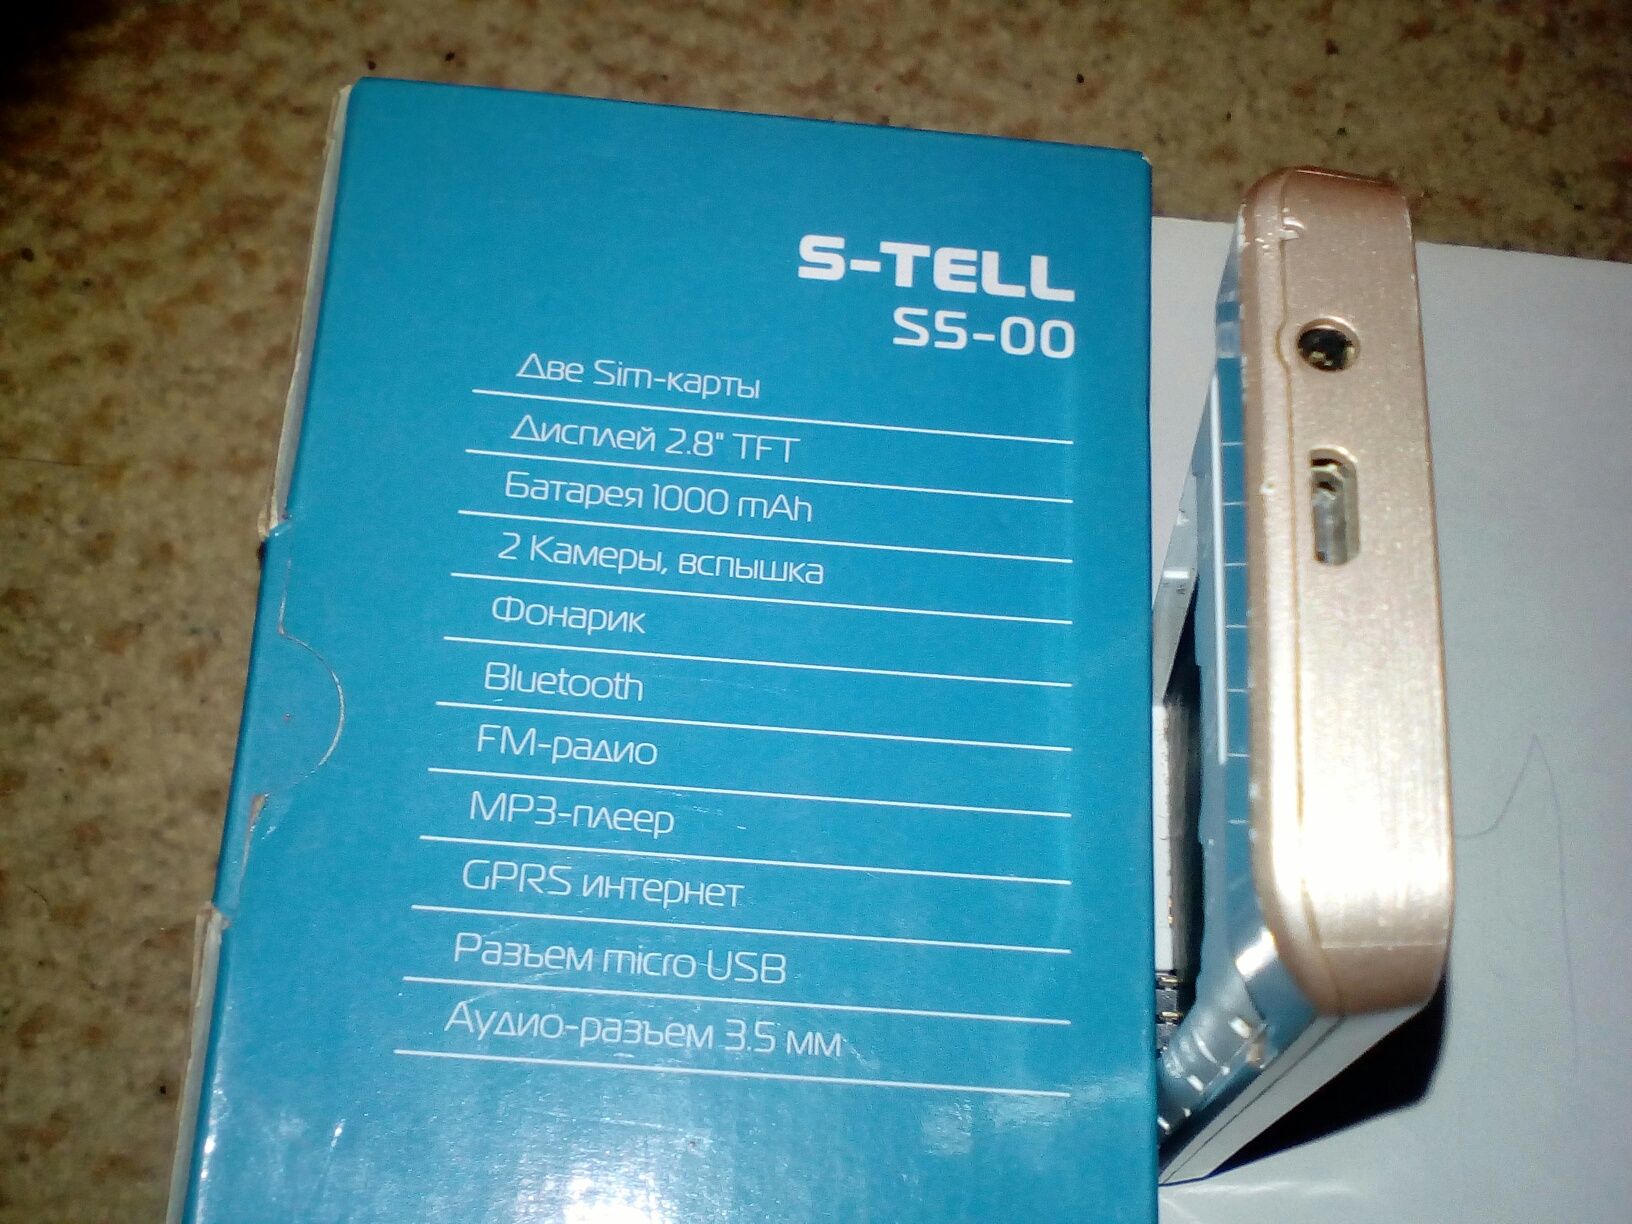 S-TELL
S5-00
Две Sim-карты
Дисплей 2.8" TFT
Батарея 1000 mAh
2 Камеры, вспышка
Фонарик
Bluetooth
FM-радио
MP3-плеер
GPRS интернет
Разъем micro USB
Аудио-разъем 3.5 мм